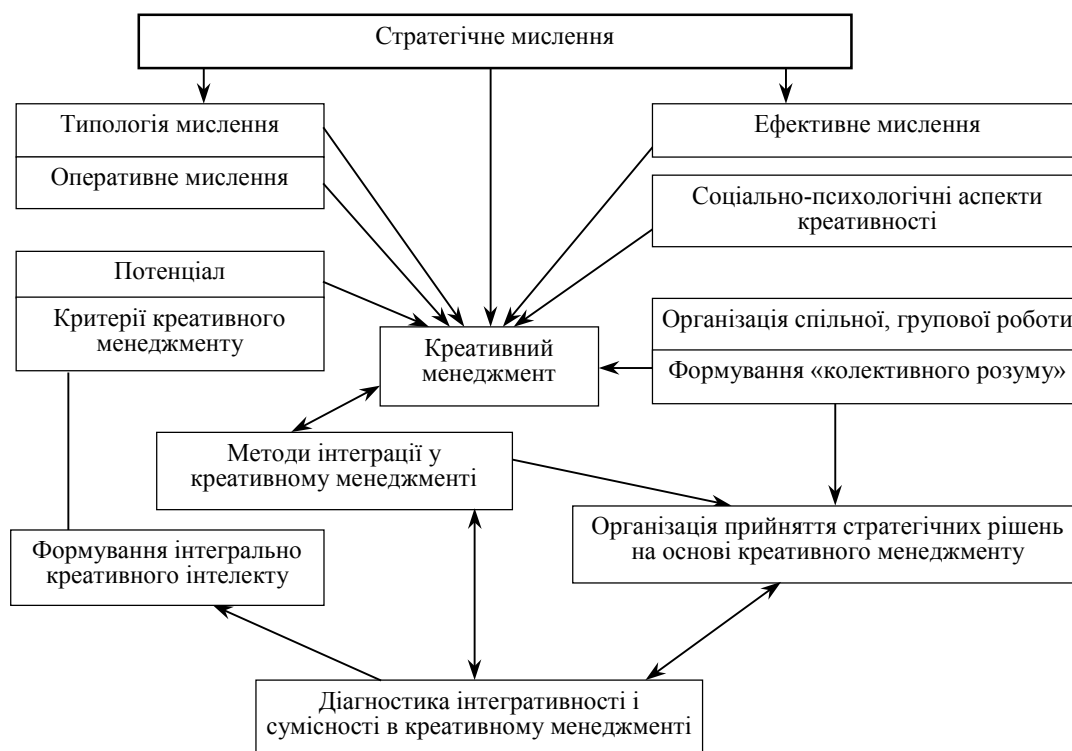 Стратегічне мислення
Типологія мислення
Оперативне мислення
Ефективне мислення
Соціально-психологічні аспекти
креативності
Потенціал
Критерії креативного
менеджменту
Креативний
менеджмент
Організація спільної, групової роботи
Формування «колективного розуму»
Методи інтеграції у
креативному менеджменті
Формування інтегрально
креативного інтелекту
Організація прийняття стратегічних рішень
на основі креативного менеджменту
Діагностика інтегративності і
сумісності в креативному менеджменті